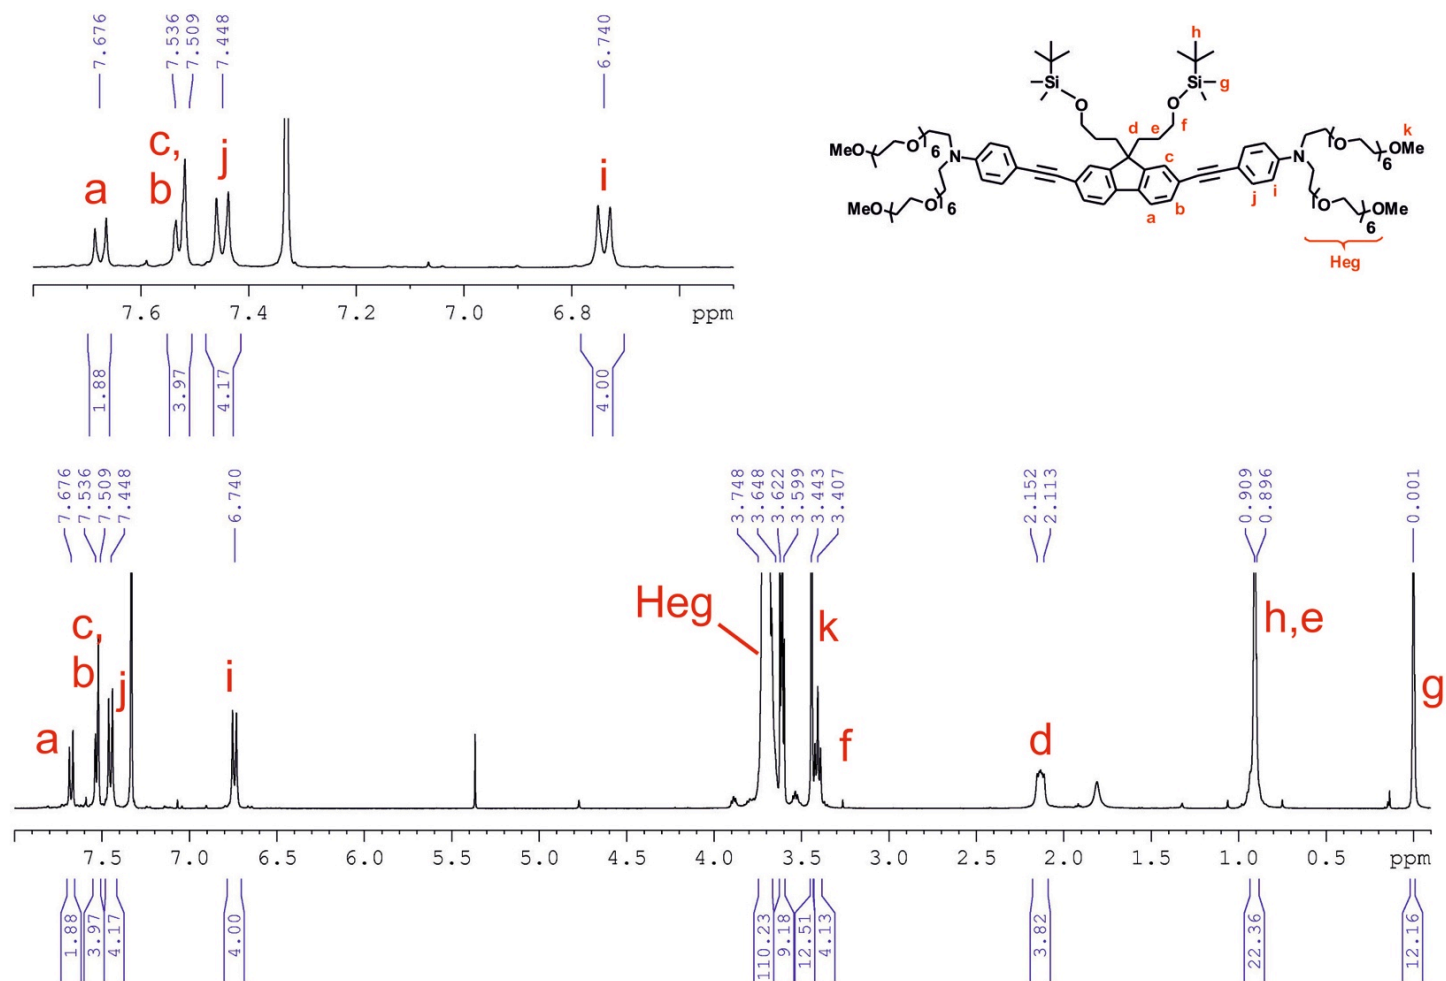 7.676
7.536
7.509
7.448
6.740
a
c,
b
j
i
7.6 7.4 7.2 7.0 6.8 ppm
1.88
3.97
4.17
4.00
h h
Si Si g
O O
d e f
k
MeO O 6 N N O 6 OMe
c
MeO O 6 a b j i O 6 OMe
Heg
7.676
7.536
7.509
7.448
6.740
3.748
3.648
3.622
3.599
3.443
3.407
2.152
2.113
0.909
0.896
0.001
a
c,
b
j
i
Heg
k
f
d
h,e
g
7.5 7.0 6.5 6.0 5.5 5.0 4.5 4.0 3.5 3.0 2.5 2.0 1.5 1.0 0.5 ppm
1.88
3.97
4.17
4.00
110.23
9.18
12.51
4.13
3.82
22.36
12.16